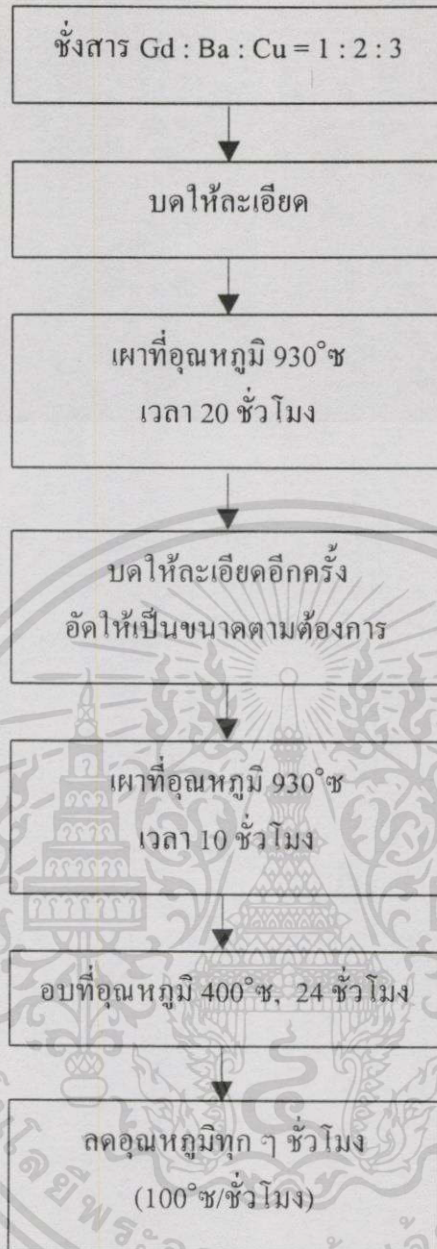 ชั่งสาร Gd : Ba : Cu = 1 : 2 : 3
บดให้ละเอียด
เผาที่อุณหภูมิ 930°ซ
เวลา 20 ชั่วโมง
บดให้ละเอียดอีกครั้ง
อัดให้เป็นขนาดตามต้องการ
เผาที่อุณหภูมิ 930°ซ
เวลา 10 ชั่วโมง
อบที่อุณหภูมิ 400°ซ, 24 ชั่วโมง
ลดอุณหภูมิทุก ๆ ชั่วโมง
(100°ซ/ชั่วโมง)